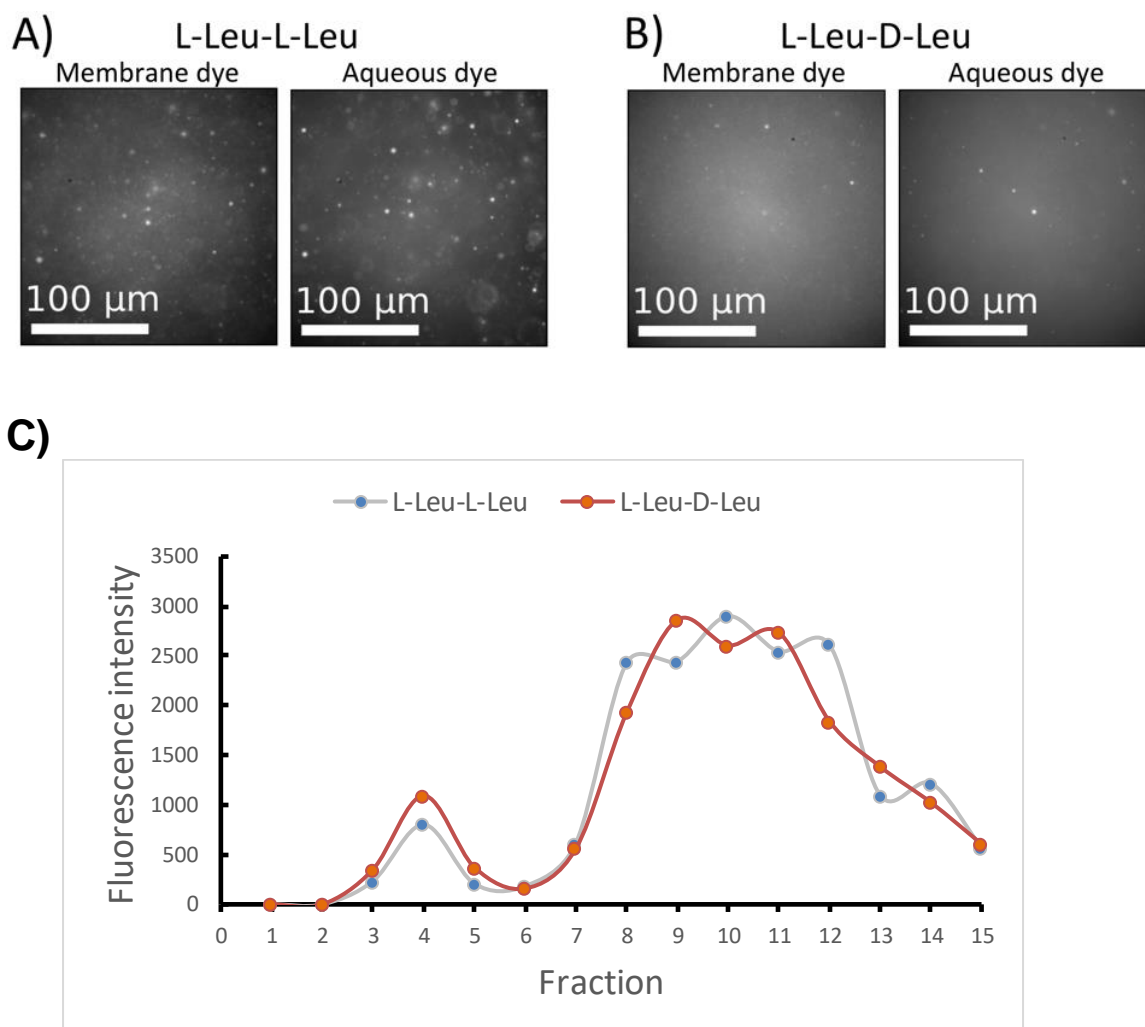 A) L-Leu-L-Leu
Membrane dye Aqueous dye
100 μm 100 μm
B) L-Leu-D-Leu
Membrane dye Aqueous dye
100 μm 100 μm
C)
L-Leu-L-Leu L-Leu-D-Leu
Fluorescence intensity
3500
3000
2500
2000
1500
1000
500
0
0 1 2 3 4 5 6 7 8 9 10 11 12 13 14 15
Fraction